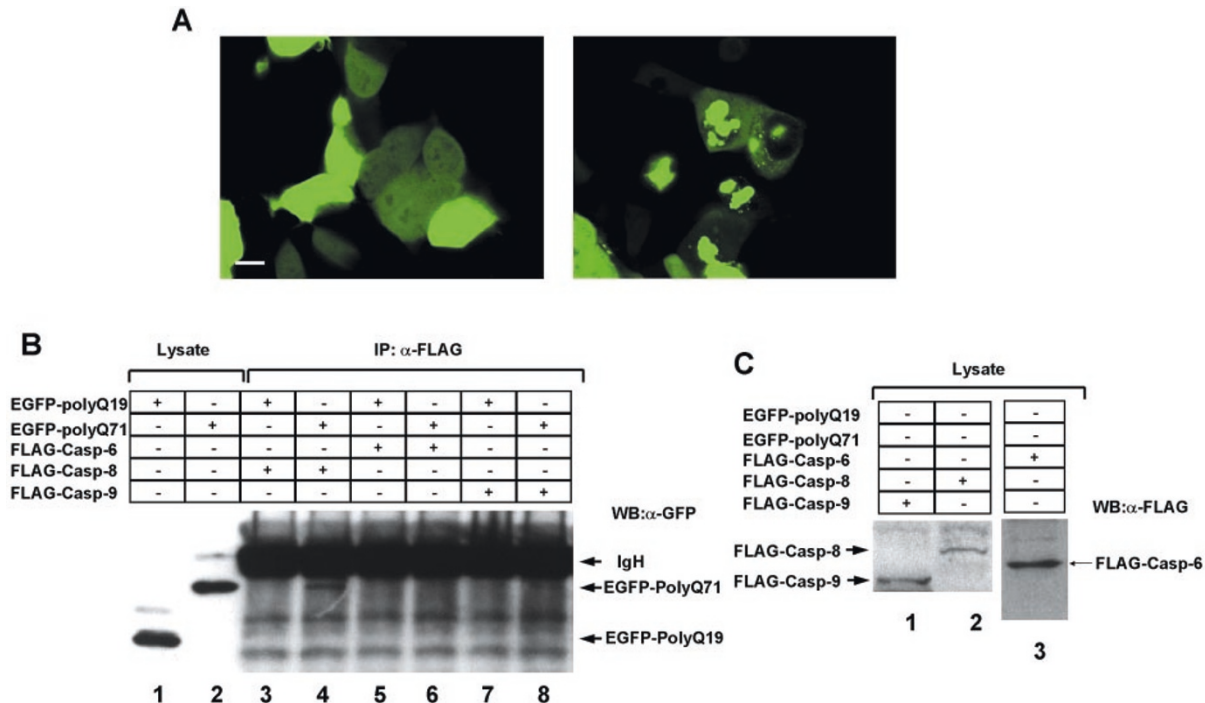 A
B
Lysate
IP: α-FLAG
EGFP-polyQ19 + - + - + - + -
EGFP-polyQ71 - + - + - + - +
FLAG-Casp-6 - - - - + + - -
FLAG-Casp-8 - - + + - - - -
FLAG-Casp-9 - - - - - - + +
WB:α-GFP
IgH
EGFP-PolyQ71
EGFP-PolyQ19
1 2 3 4 5 6 7 8
C
Lysate
EGFP-polyQ19 - - -
EGFP-polyQ71 - - -
FLAG-Casp-6 - - +
FLAG-Casp-8 - + -
FLAG-Casp-9 + - -
WB:α-FLAG
FLAG-Casp-8
FLAG-Casp-9
FLAG-Casp-6
1 2
3